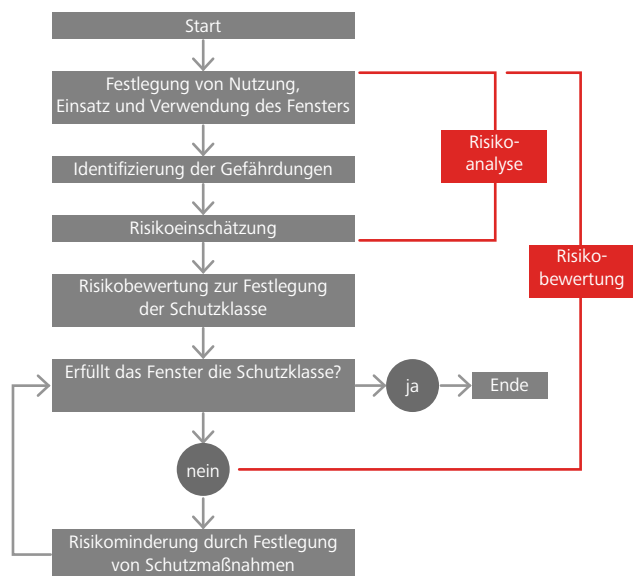 Start
Festlegung von Nutzung,
Einsatz und Verwendung des Fensters
Risiko-
analyse
Identifizierung der Gefährdungen
Risikoeinschätzung
Risiko-
bewertung
Risikobewertung zur Festlegung
der Schutzklasse
Erfüllt das Fenster die Schutzklasse?
ja
Ende
nein
Risikominderung durch Festlegung
von Schutzmaßnahmen